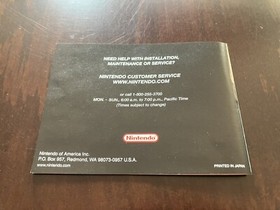 NEED HELP WITH INSTALLATION,
MAINTENANCE OR SERVICE?
NINTENDO CUSTOMER SERVICE
WWW.NINTENDO.COM
or call 1-800-255-3700
MON. - SUN., 6:00 a.m. to 7:00 p.m., Pacific Time
(Times subject to change)
Nintendo
Nintendo of America Inc.
P.O. Box 957, Redmond, WA 98073-0957 U.S.A.
www.nintendo.com
PRINTED IN JAPAN